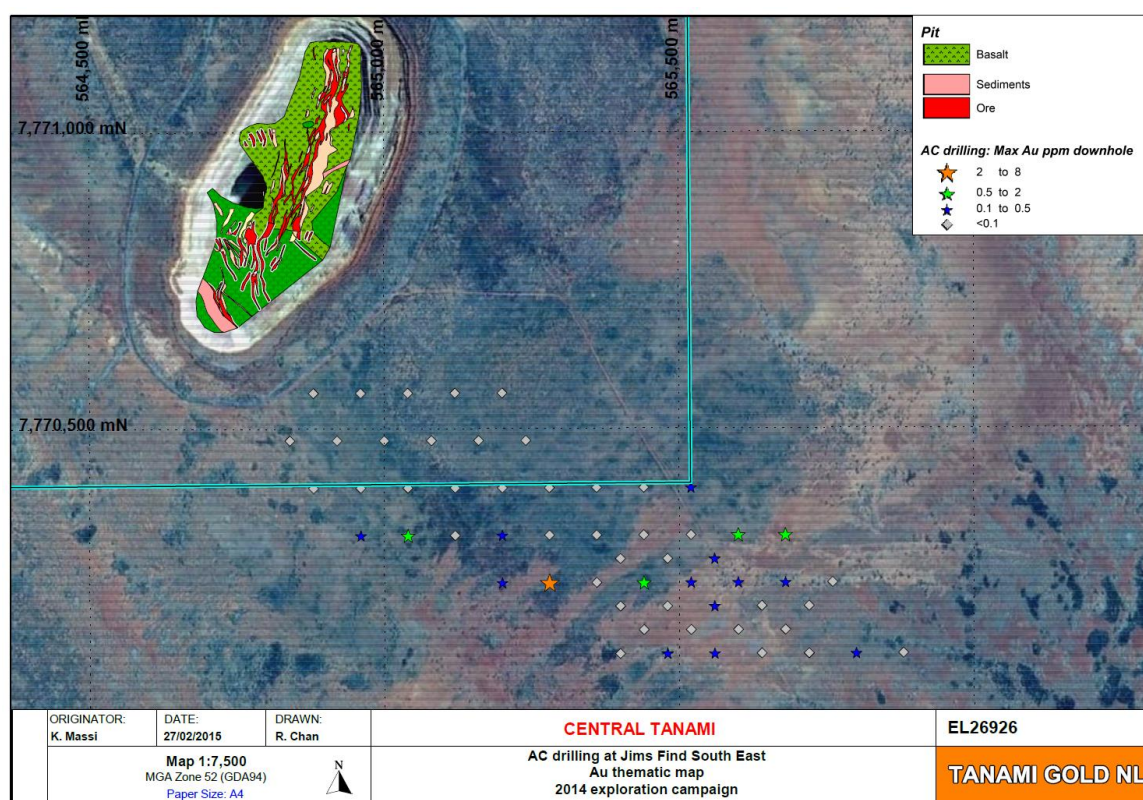 564,500 mE
565,000 mE
565,500 mE
7,771,000 mN
7,770,500 mN
Pit
Basalt
Sediments
Ore
AC drilling: Max Au ppm downhole
2 to 8
0.5 to 2
0.1 to 0.5
<0.1
ORIGINATOR:
K. Massi
DATE:
27/02/2015
DRAWN:
R. Chan
Map 1:7,500
MGA Zone 52 (GDA94)
Paper Size: A4
N
CENTRAL TANAMI
AC drilling at Jims Find South East
Au thematic map
2014 exploration campaign
EL26926
TANAMI GOLD NL